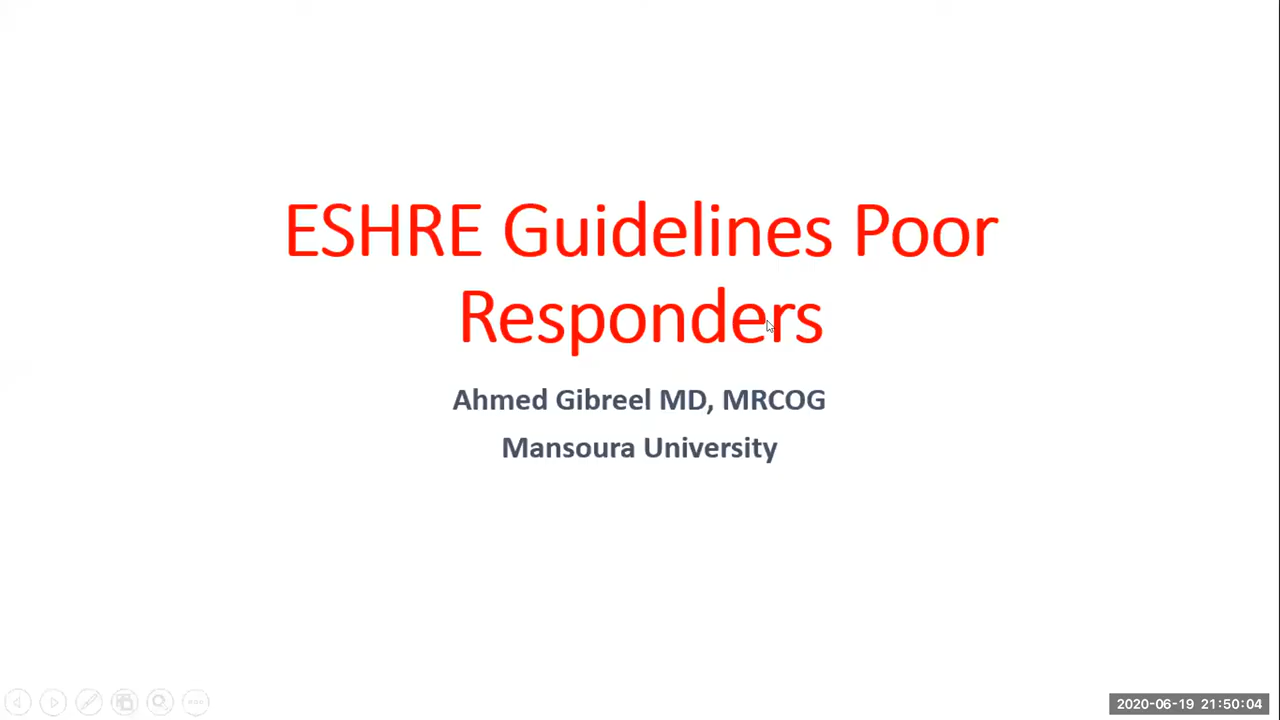 ESHRE Guidelines Poor
Responders
Ahmed Gibreel MD, MRCOG
Mansoura University
2020-06-19 21:50:04